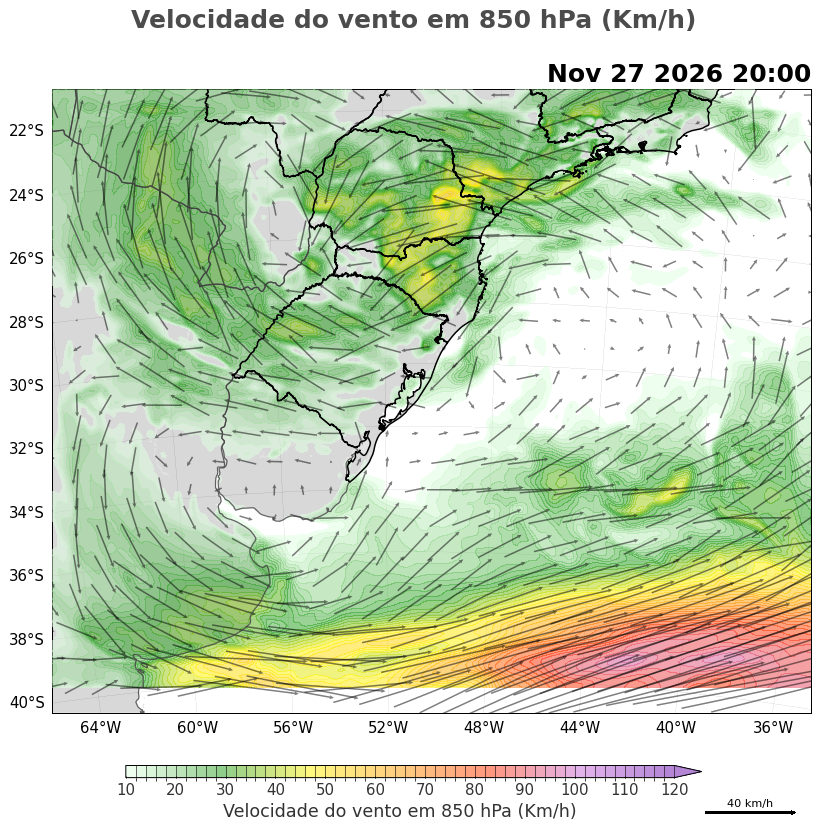 Velocidade do vento em 850 hPa (Km/h)
Nov 27 2026 20:00
22°S
24°S
26°S
28°S
30°S
32°S
34°S
36°S
38°S
40°S
64°W 60°W 56°W 52°W 48°W 44°W 40°W 36°W
10 20 30 40 50 60 70 80 90 100 110 120
Velocidade do vento em 850 hPa (Km/h)
40 km/h